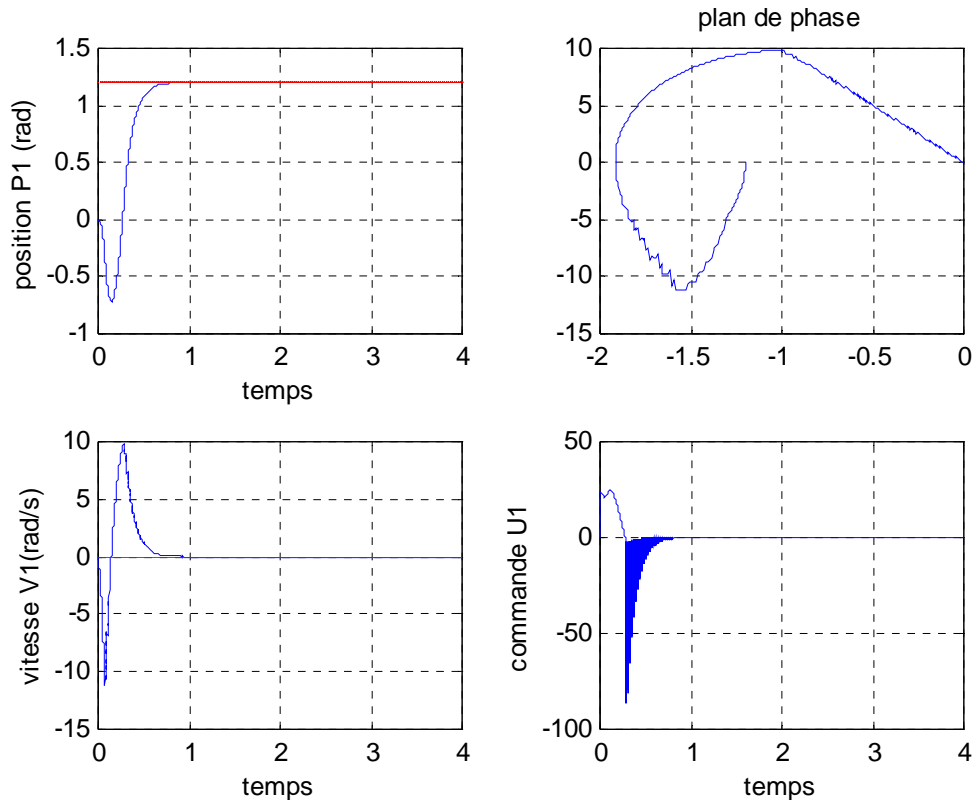 plan de phase
1.5
1
0.5
0
-0.5
-1
0 1 2 3 4
position P1 (rad)
temps
10
5
0
-5
-10
-15
-2 -1.5 -1 -0.5 0
10
5
0
-5
-10
-15
0 1 2 3 4
vitesse V1(rad/s)
temps
50
0
-50
-100
0 1 2 3 4
commande U1
temps